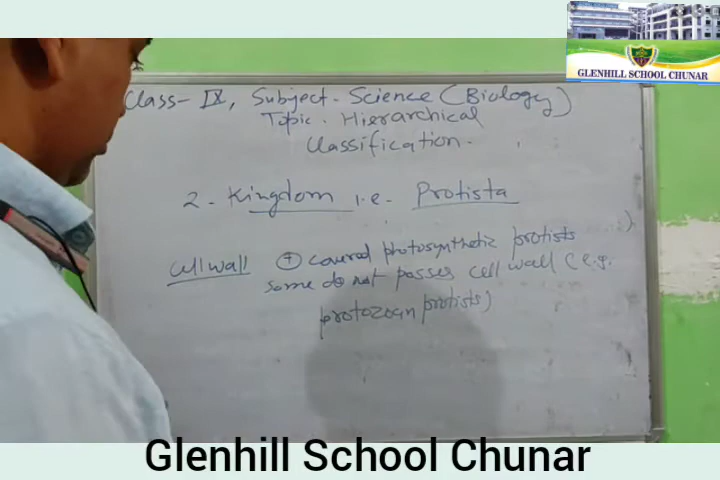 GLENHILL SCHOOL CHUNAR
Class- IX, Subject. Science (Biology)
Topic. Hierarchical
Classification.
2. Kingdom i.e. Protista
Cell wall + covered photosynthetic protists
some do not posses cell wall (e.g.
protozoan protists)
Glenhill School Chunar